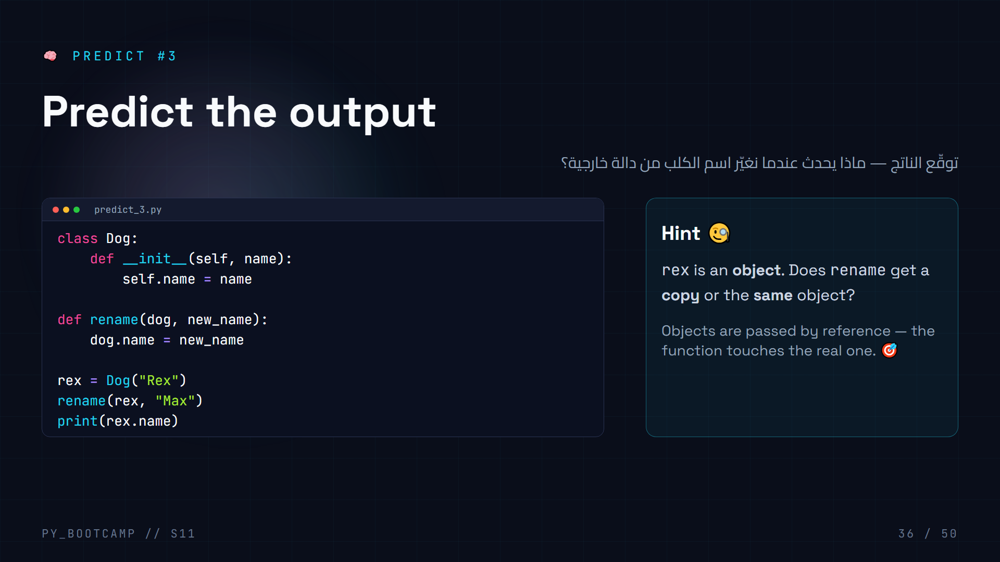 🧠 PREDICT #3
Predict the output
توقّع الناتج — ماذا يحدث عندما نغيّر اسم الكلب من دالة خارجية؟
predict_3.py
class Dog:
    def __init__(self, name):
        self.name = name
def rename(dog, new_name):
    dog.name = new_name
rex = Dog("Rex")
rename(rex, "Max")
print(rex.name)
Hint 🧐
rex is an object. Does rename get a
copy or the same object?
Objects are passed by reference — the
function touches the real one. 🎯
PY_BOOTCAMP // S11
36 / 50